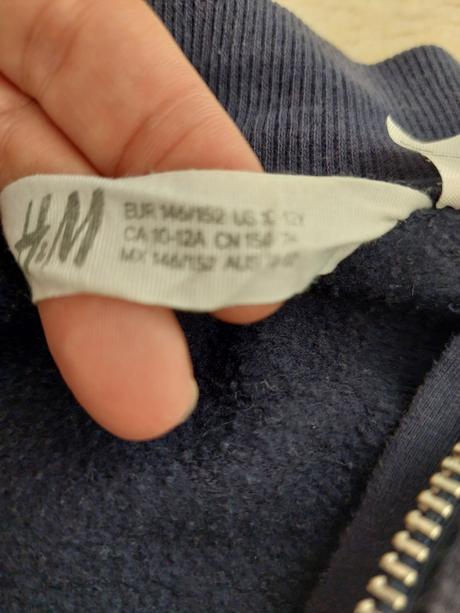 H&M
EUR 146/152 US 10-12Y
CA 10-12A CN
MX 146/152 AUS